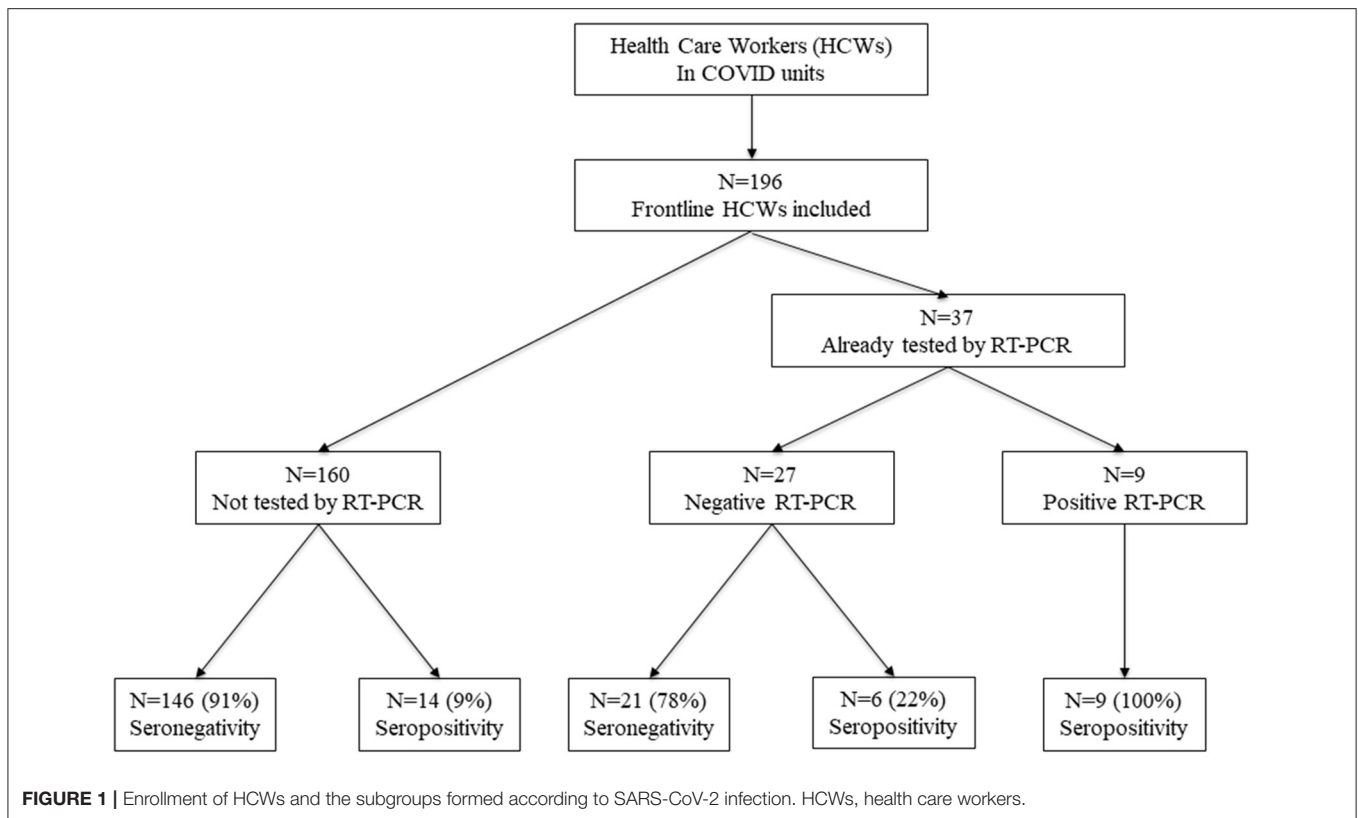 Health Care Workers (HCWs)
In COVID units
N=196
Frontline HCWs included
N=37
Already tested by RT-PCR
N=160
Not tested by RT-PCR
N=27
Negative RT-PCR
N=9
Positive RT-PCR
N=146 (91%)
Seronegativity
N=14 (9%)
Seropositivity
N=21 (78%)
Seronegativity
N=6 (22%)
Seropositivity
N=9 (100%)
Seropositivity
FIGURE 1 | Enrollment of HCWs and the subgroups formed according to SARS-CoV-2 infection. HCWs, health care workers.